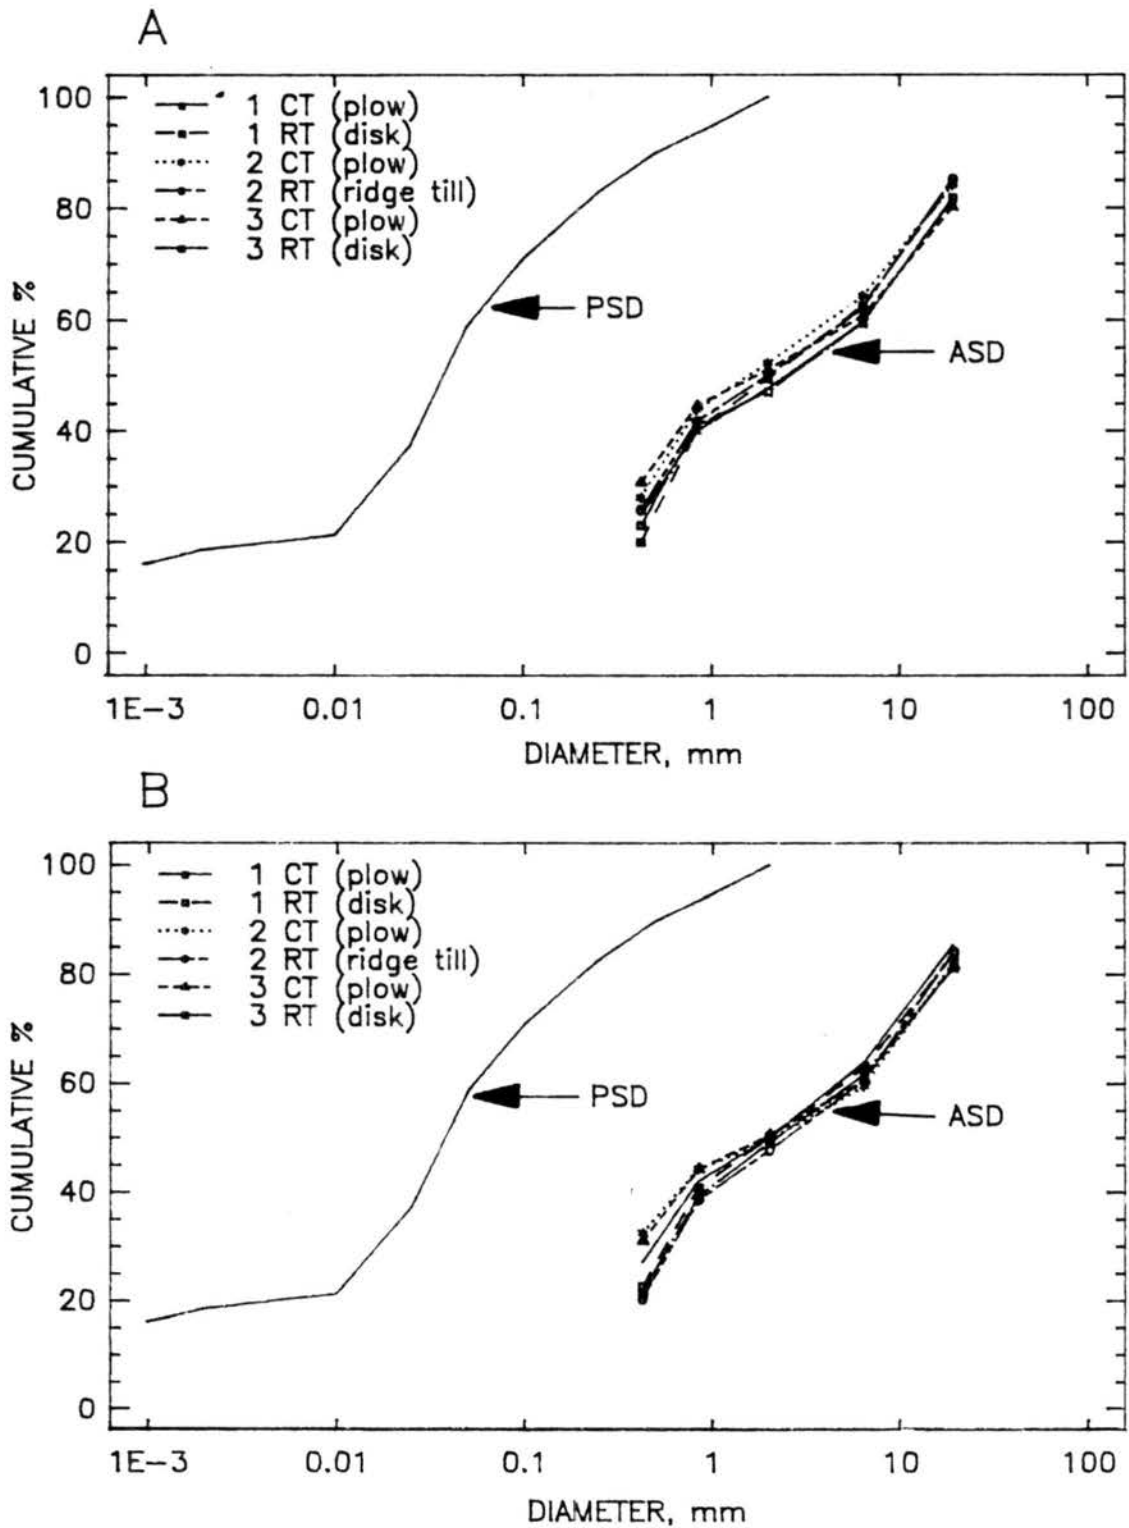 A
100
80
60
40
20
0
CUMULATIVE %
1 CT (plow)
1 RT (disk)
2 CT (plow)
2 RT (ridge till)
3 CT (plow)
3 RT (disk)
PSD
ASD
1E-3 0.01 0.1 1 10 100
DIAMETER, mm
B
100
80
60
40
20
0
CUMULATIVE %
1 CT (plow)
1 RT (disk)
2 CT (plow)
2 RT (ridge till)
3 CT (plow)
3 RT (disk)
PSD
ASD
1E-3 0.01 0.1 1 10 100
DIAMETER, mm